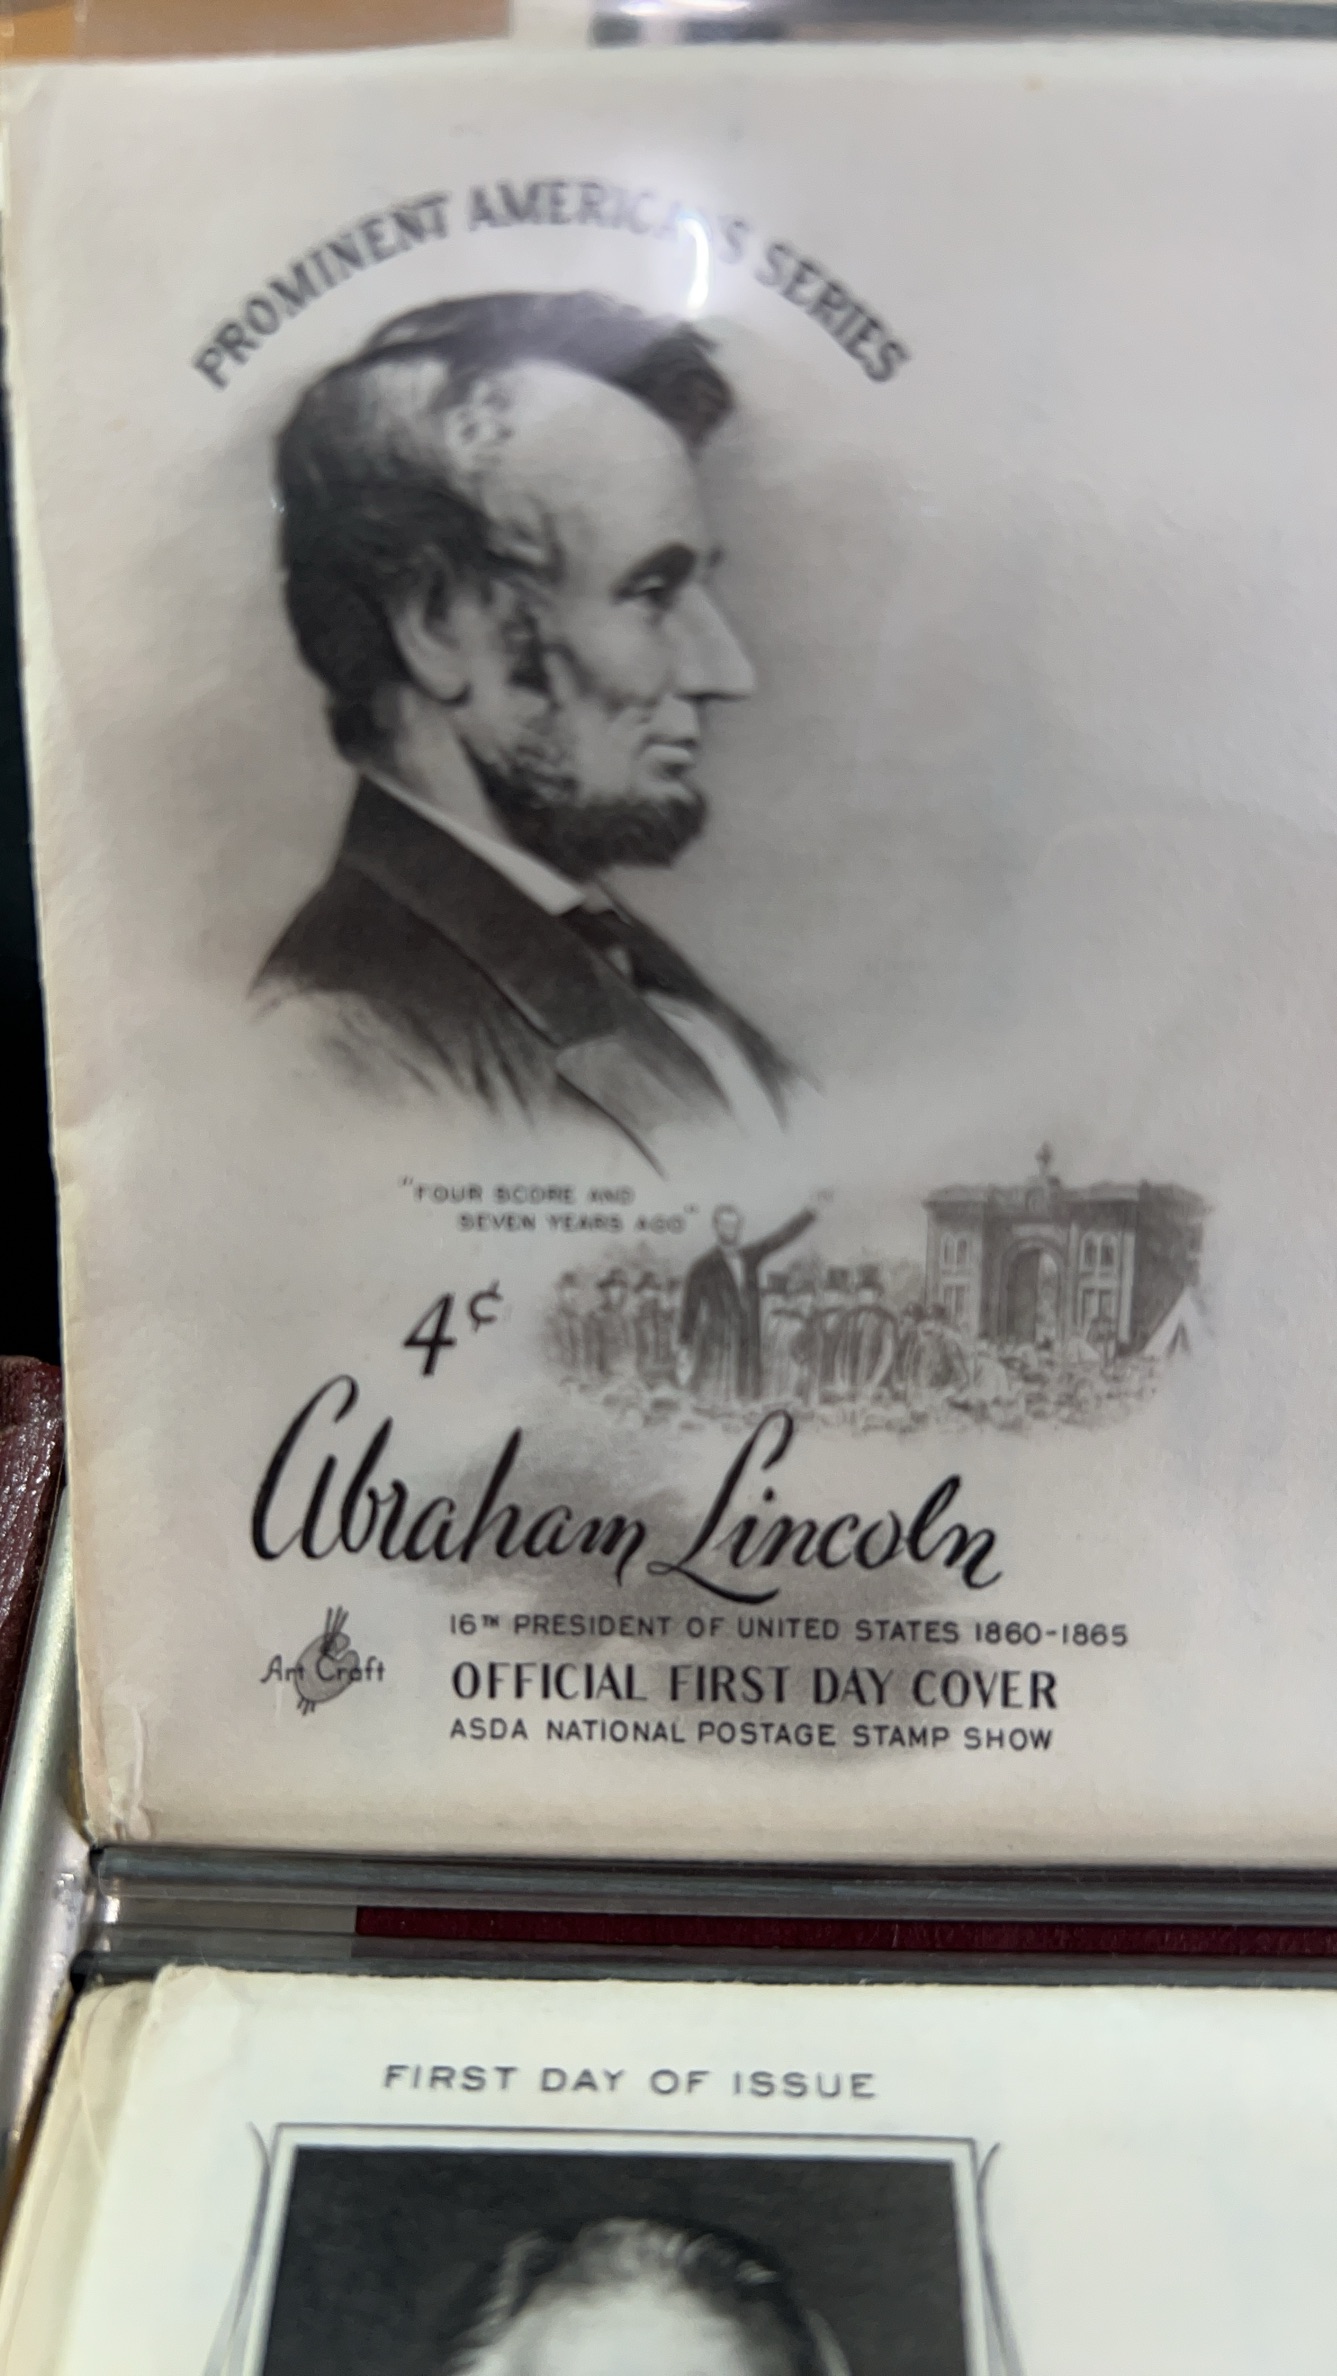 PROMINENT AMERICANS SERIES
"FOUR SCORE AND
SEVEN YEARS AGO"
4¢
Abraham Lincoln
16TH PRESIDENT OF UNITED STATES 1860-1865
Art Craft
OFFICIAL FIRST DAY COVER
ASDA NATIONAL POSTAGE STAMP SHOW
FIRST DAY OF ISSUE